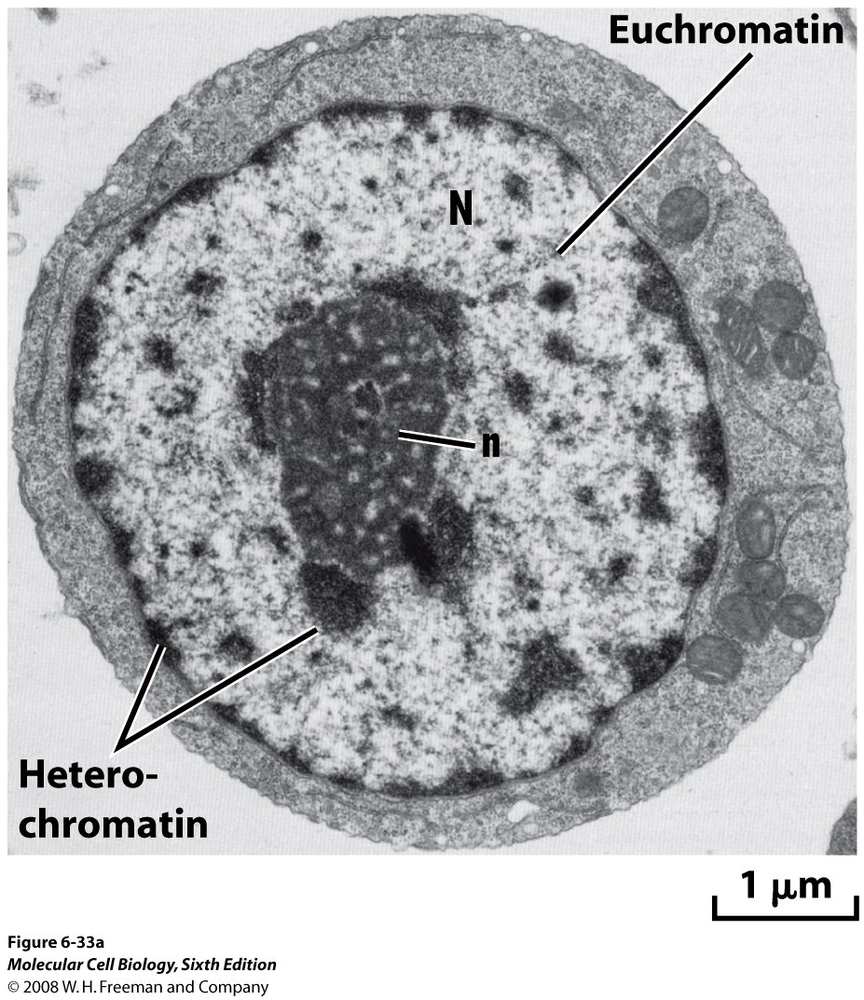 Euchromatin
N
n
Hetero-
chromatin
1 μm
Figure 6-33a
Molecular Cell Biology, Sixth Edition
© 2008 W. H. Freeman and Company